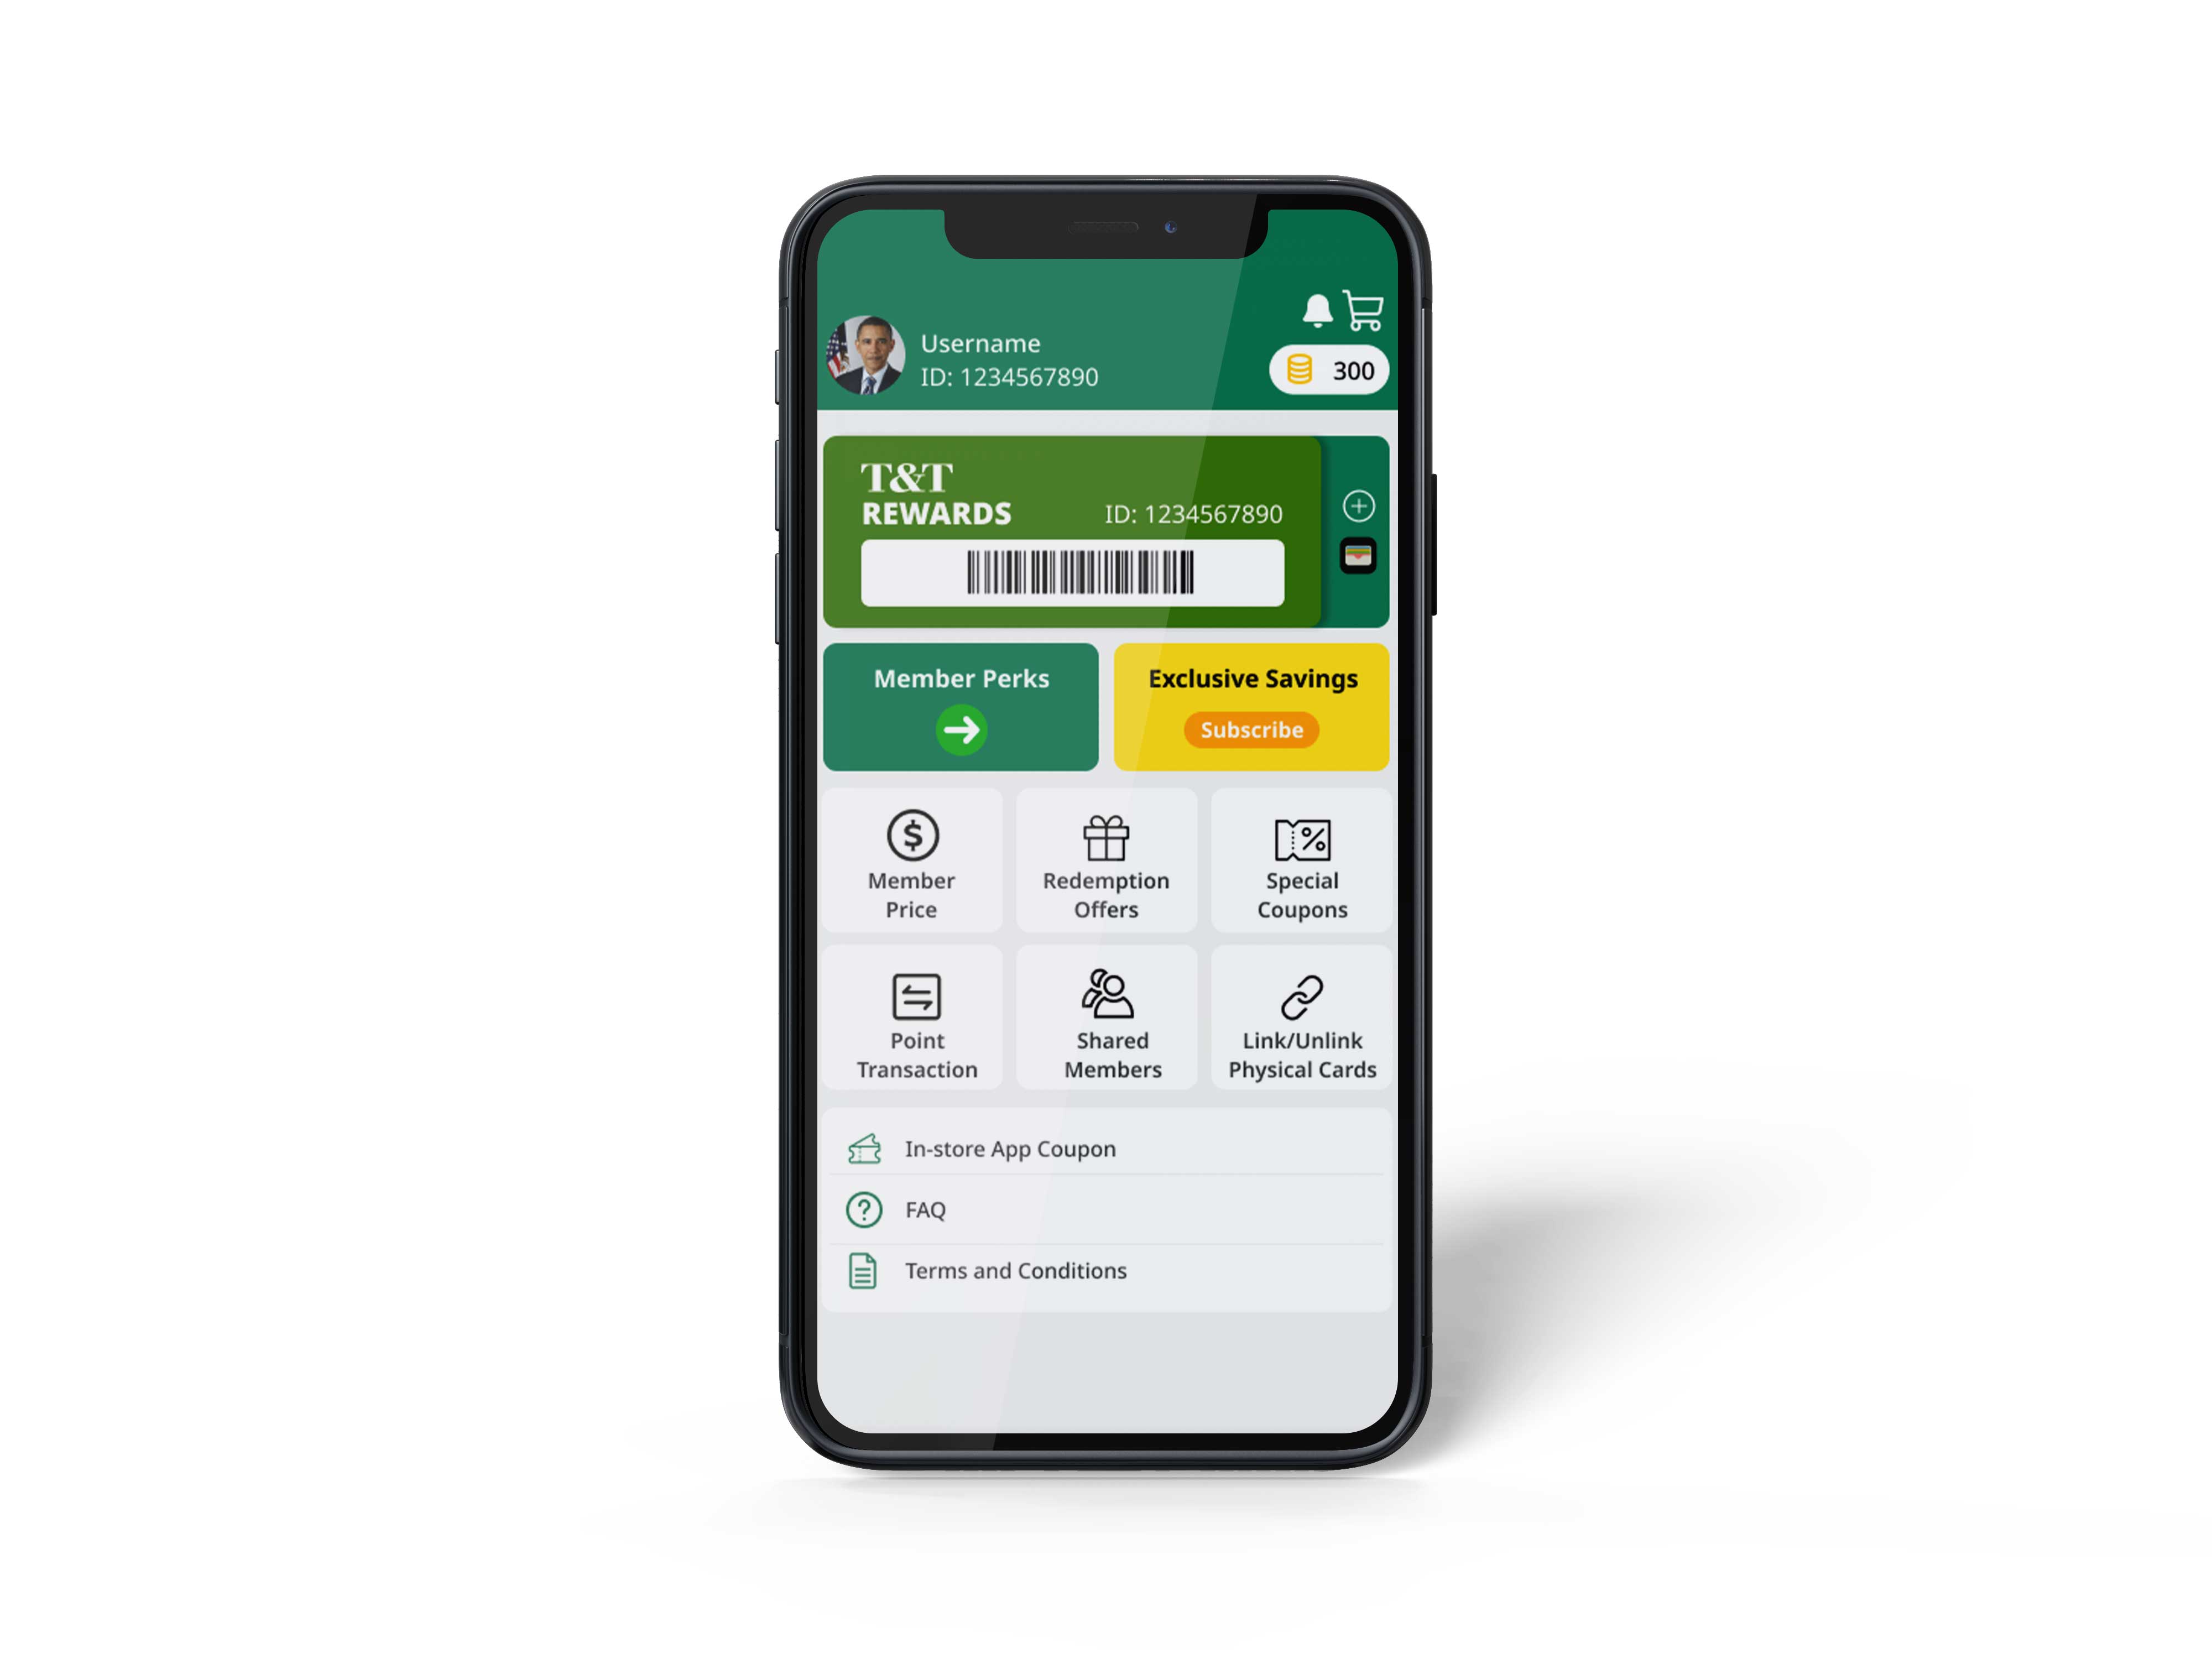 Username
ID: 1234567890
300
T&T
REWARDS
ID: 1234567890
Member Perks
Exclusive Savings
Subscribe
$
Member
Price
Redemption
Offers
%
Special
Coupons
Point
Transaction
Shared
Members
Link/Unlink
Physical Cards
In-store App Coupon
?
FAQ
Terms and Conditions